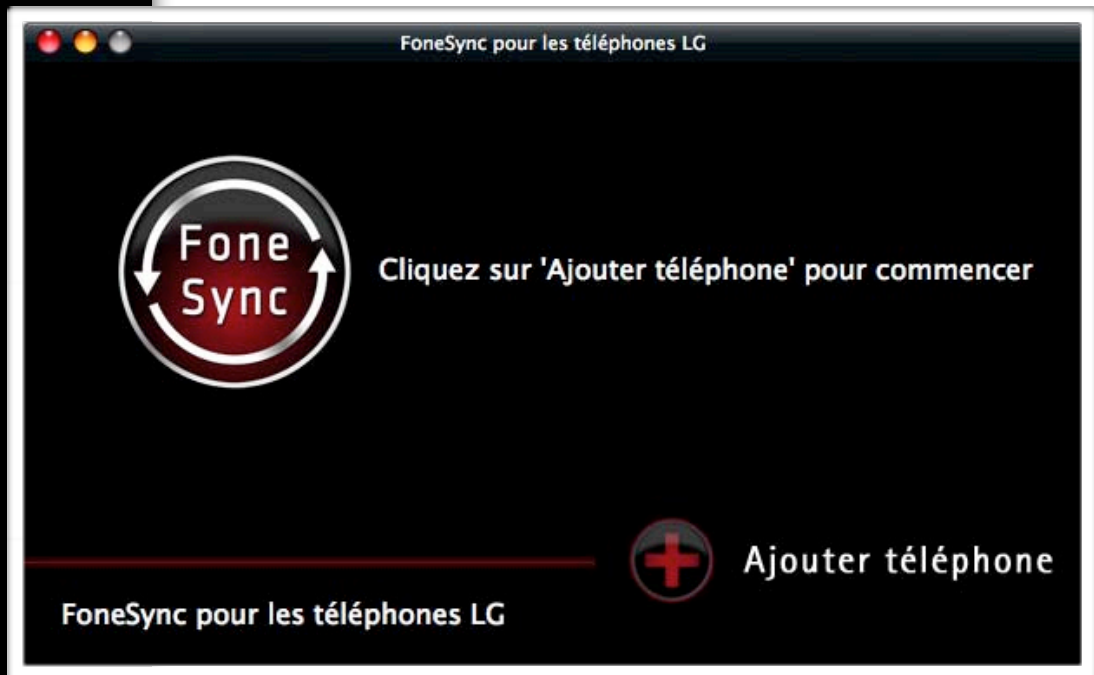 FoneSync pour les téléphones LG
Fone
Sync
Cliquez sur 'Ajouter téléphone' pour commencer
Ajouter téléphone
FoneSync pour les téléphones LG